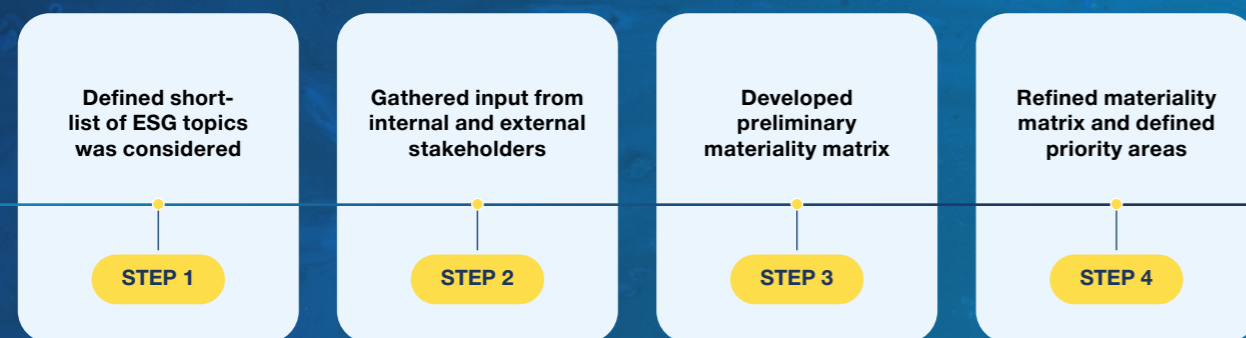 Defined short-
list of ESG topics
was considered
STEP 1
Gathered input from
internal and external
stakeholders
STEP 2
Developed
preliminary
materiality matrix
STEP 3
Refined materiality
matrix and defined
priority areas
STEP 4